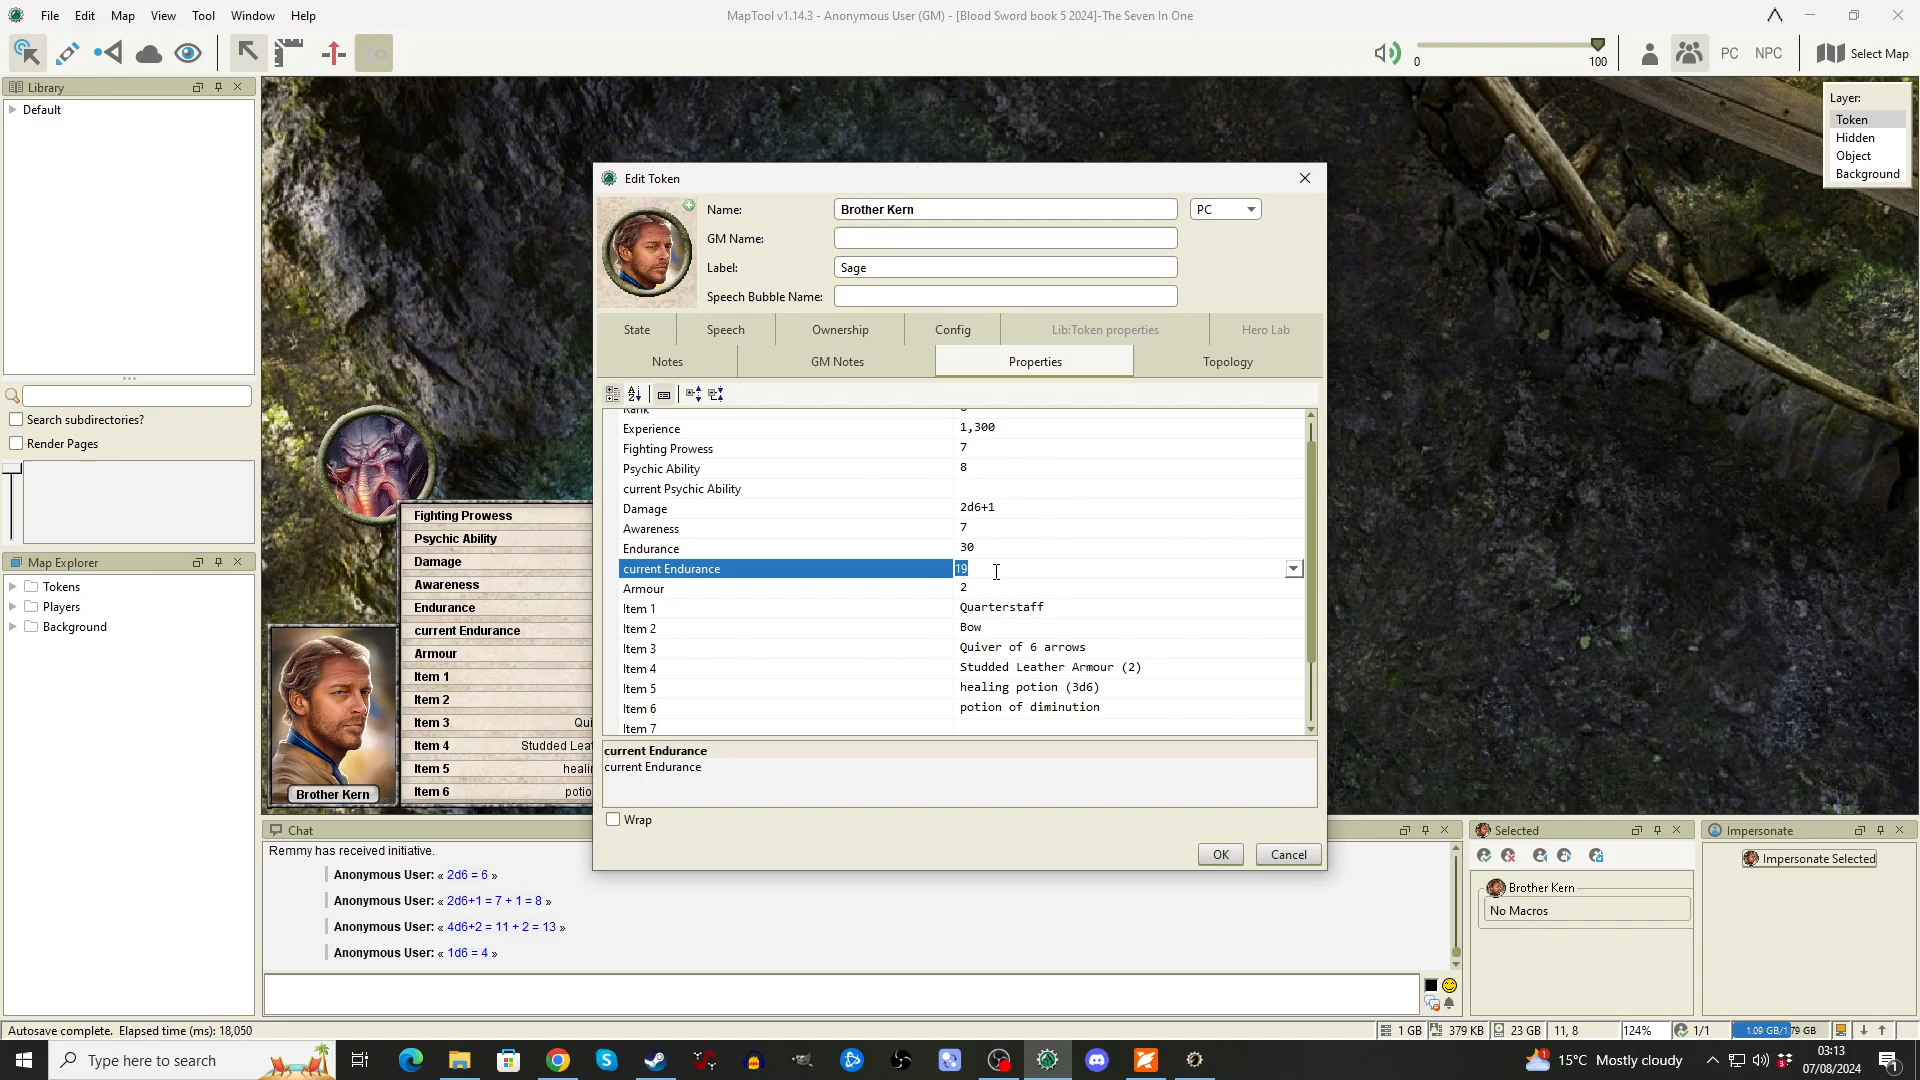 File Edit Map View Tool Window Help
MapTool v1.14.3 - Anonymous User (GM) - [Blood Sword book 5 2024]-The Seven In One
0 100
PC NPC
Select Map
Library
Default
Search subdirectories?
Render Pages
Map Explorer
Tokens
Players
Background
Layer:
Token
Hidden
Object
Background
Fighting Prowess
Psychic Ability
Damage
Awareness
Endurance
current Endurance
Armour
Item 1
Item 2
Item 3 Qui
Item 4 Studded Leat
Item 5 heali
Item 6 potio
Brother Kern
Edit Token
Name: Brother Kern PC
GM Name:
Label: Sage
Speech Bubble Name:
State Speech Ownership Config Lib:Token properties Hero Lab
Notes GM Notes Properties Topology
Rank
Experience 1,300
Fighting Prowess 7
Psychic Ability 8
current Psychic Ability
Damage 2d6+1
Awareness 7
Endurance 30
current Endurance 19
Armour 2
Item 1 Quarterstaff
Item 2 Bow
Item 3 Quiver of 6 arrows
Item 4 Studded Leather Armour (2)
Item 5 healing potion (3d6)
Item 6 potion of diminution
Item 7
current Endurance
current Endurance
Wrap
OK Cancel
Chat
Remmy has received initiative.
Anonymous User: « 2d6 = 6 »
Anonymous User: « 2d6+1 = 7 + 1 = 8 »
Anonymous User: « 4d6+2 = 11 + 2 = 13 »
Anonymous User: « 1d6 = 4 »
Selected
Brother Kern
No Macros
Impersonate
Impersonate Selected
Autosave complete. Elapsed time (ms): 18,050
1 GB 379 KB 23 GB 11, 8 124% 1/1 1.09 GB/1.79 GB
Type here to search
15°C Mostly cloudy
03:13
07/08/2024